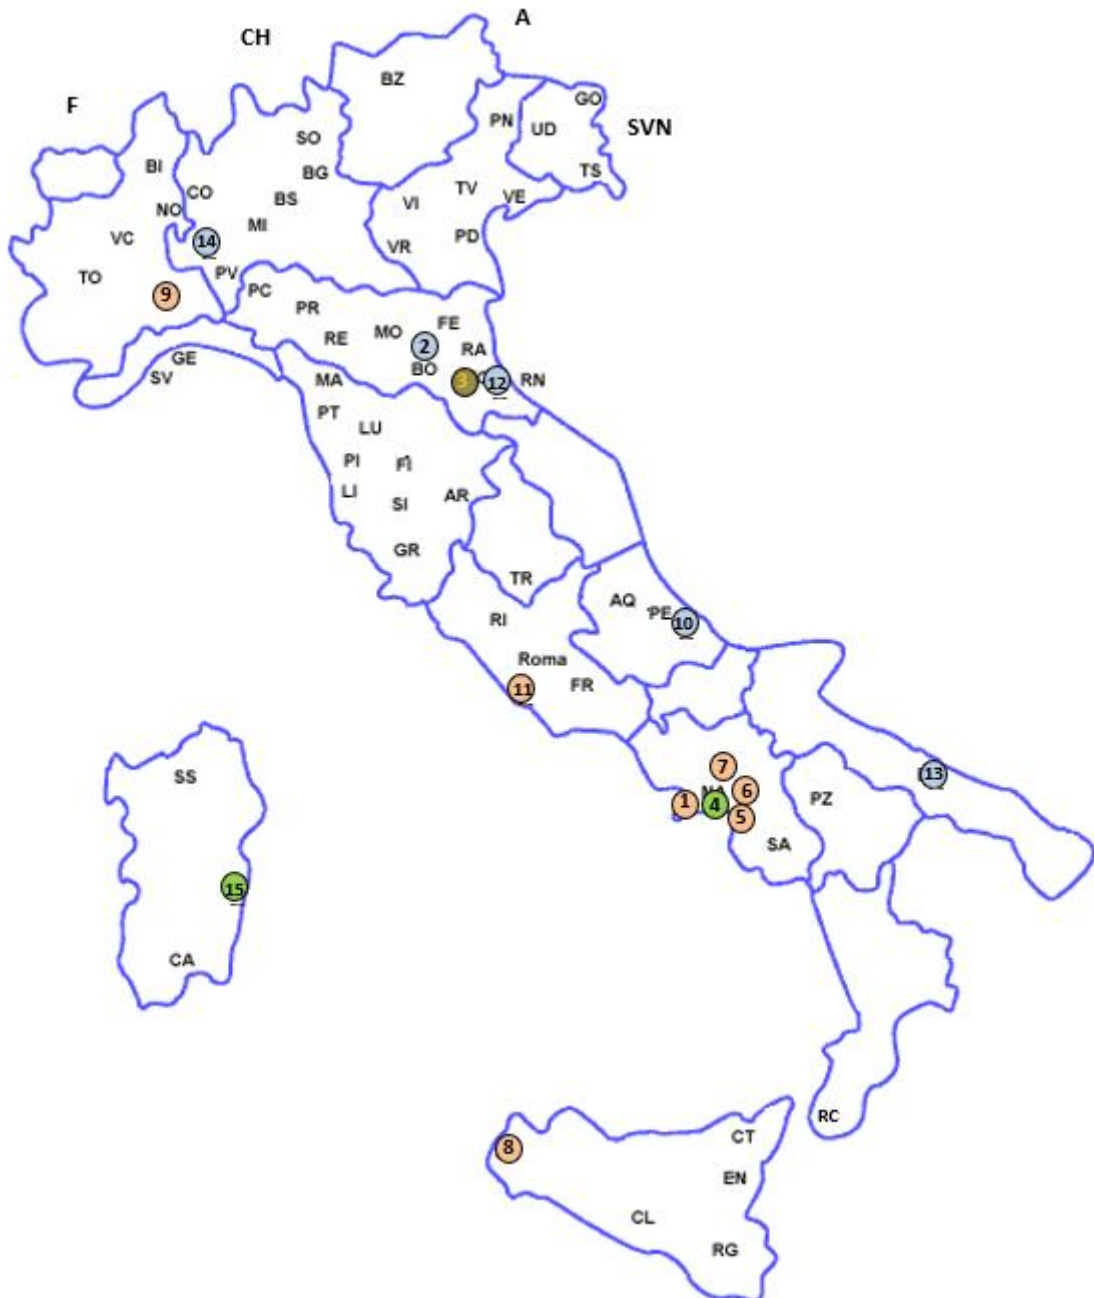 A
CH
BZ
F
GO
PN
UD
SVN
SO
BI
BG
TS
CO
TV
BS
VI
VE
NO
MI
VC
PD
14
VR
TO
PV
PC
9
PR
FE
MO
RE
2
RA
GE
BO
SV
MA
3
12
RN
PT
LU
PI
FI
LI
AR
SI
GR
TR
AQ
PE
RI
10
Roma
FR
11
7
SS
13
6
NA
PZ
1
4
5
SA
15
CA
RC
CT
8
EN
CL
RG